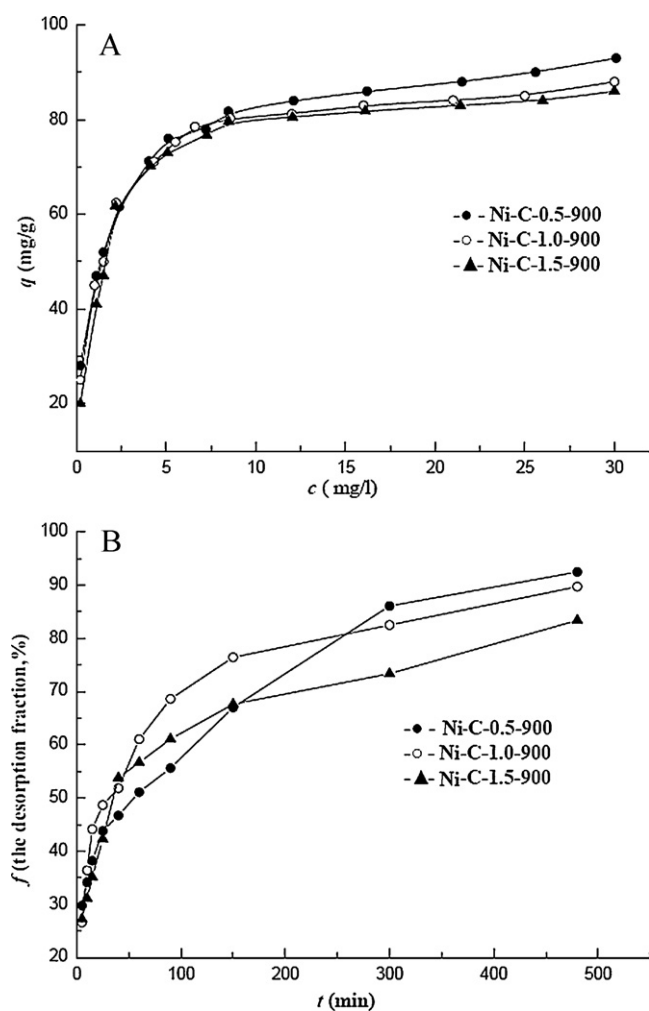 A
100
80
60
40
20
q (mg/g)
Ni-C-0.5-900
Ni-C-1.0-900
Ni-C-1.5-900
0 5 10 15 20 25 30
c ( mg/l)
B
100
90
80
70
60
50
40
30
20
f (the desorption fraction,%)
Ni-C-0.5-900
Ni-C-1.0-900
Ni-C-1.5-900
0 100 200 300 400 500
t (min)